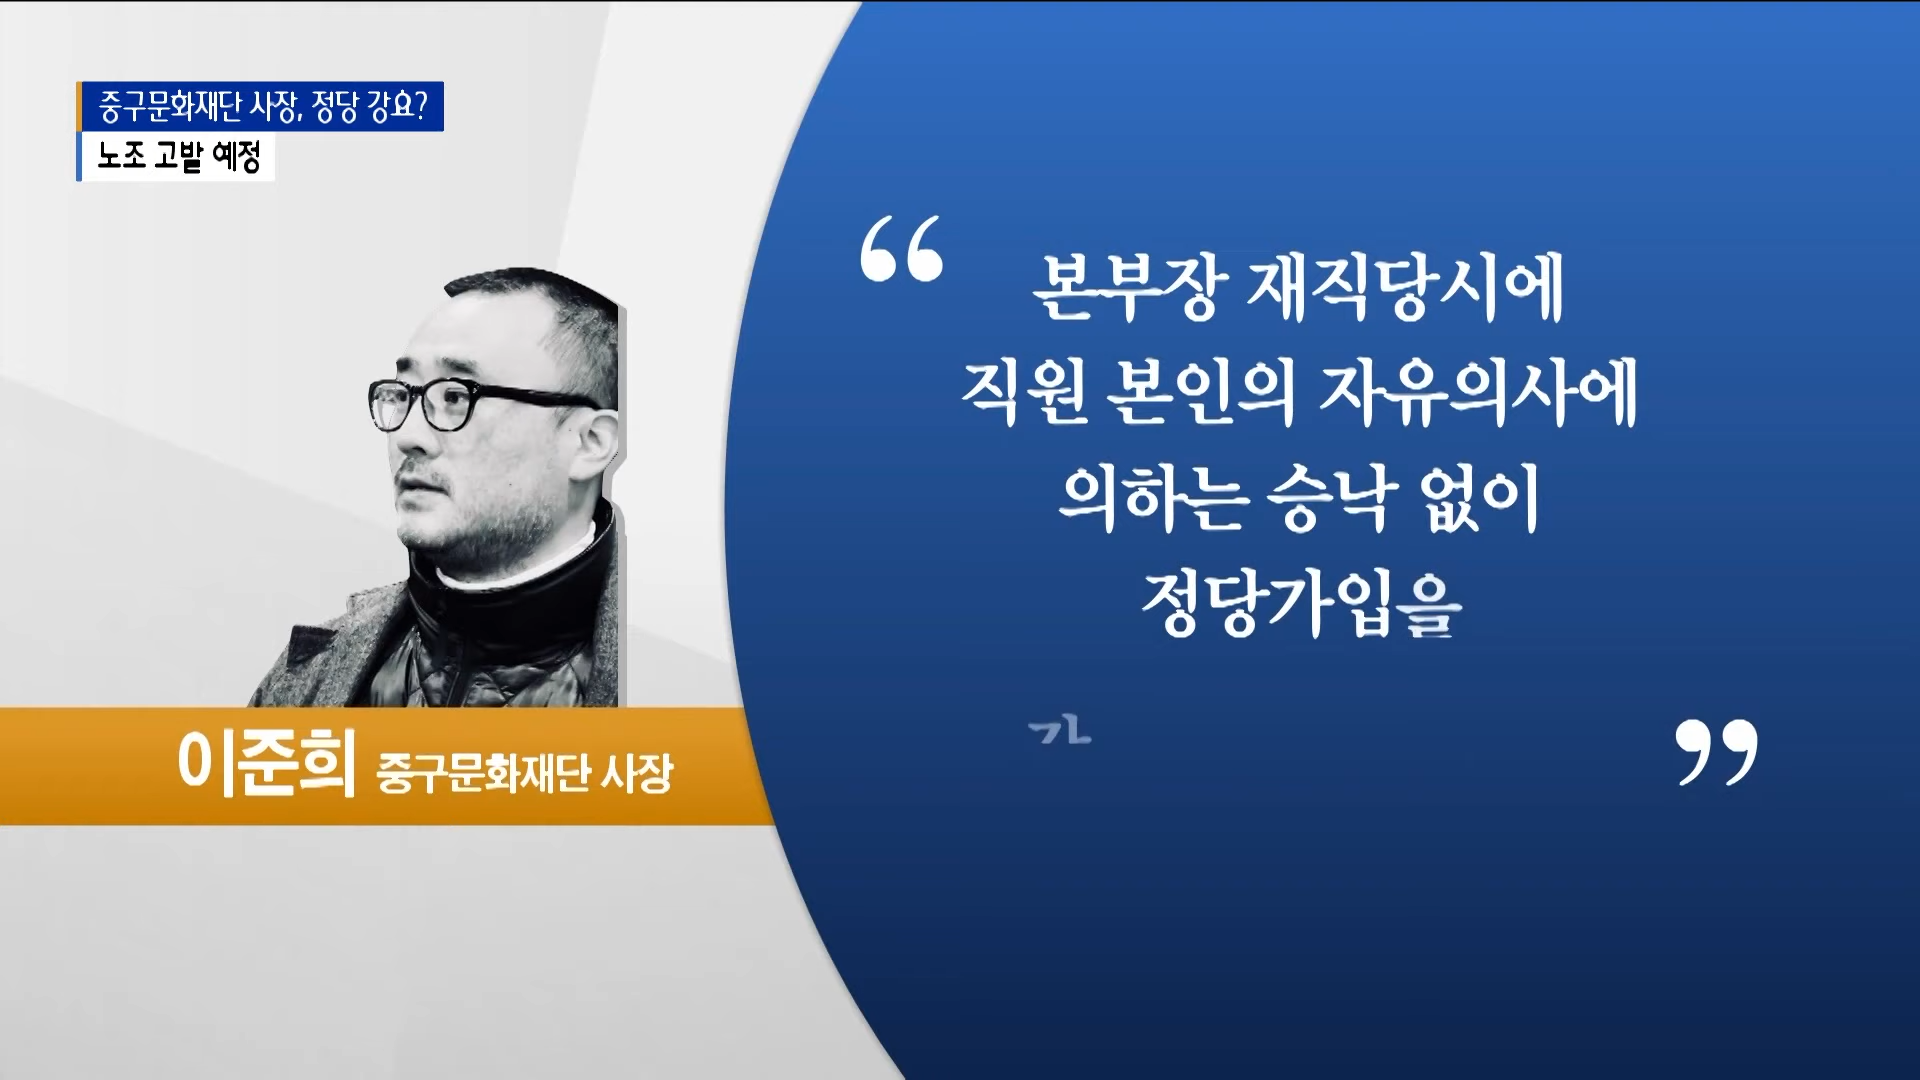 중구문화재단 사장, 정당 강요?
노조 고발 예정
“
본부장 재직당시에
직원 본인의 자유의사에
의하는 승낙 없이
정당가입을
”
이준희 중구문화재단 사장